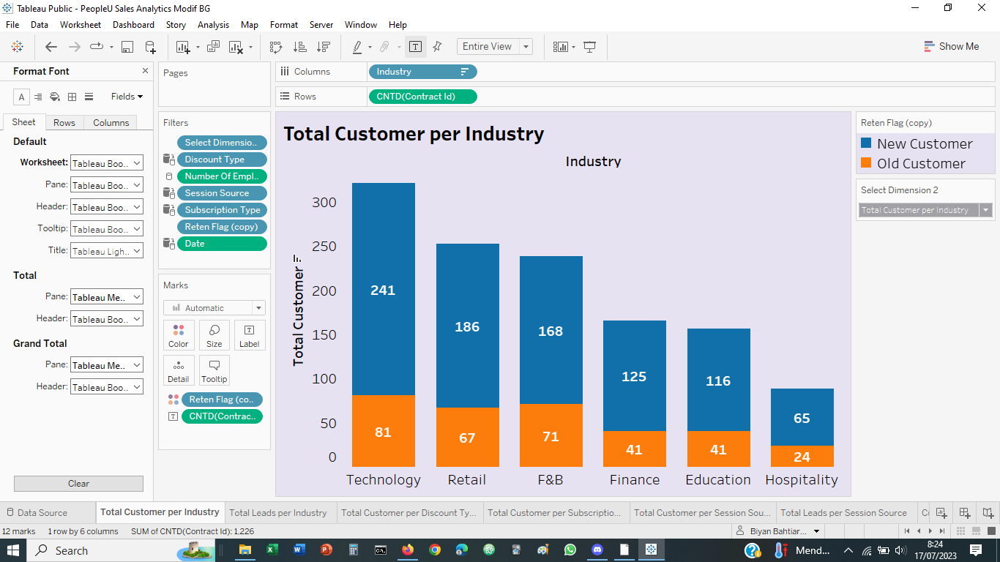 Tableau Public - PeopleU Sales Analytics Modif BG
File Data Worksheet Dashboard Story Analysis Map Format Server Window Help
Entire View
Show Me
Format Font
Fields
Sheet Rows Columns
Default
Worksheet: Tableau Boo..
Pane: Tableau Boo..
Header: Tableau Boo..
Tooltip: Tableau Boo..
Title: Tableau Ligh..
Total
Pane: Tableau Me..
Header: Tableau Boo..
Grand Total
Pane: Tableau Me..
Header: Tableau Boo..
Clear
Pages
Filters
Select Dimensio..
Discount Type
Number Of Empl..
Session Source
Subscription Type
Reten Flag (copy)
Date
Marks
Automatic
Color Size Label
Detail Tooltip
Reten Flag (co..
CNTD(Contrac..
Columns Industry
Rows CNTD(Contract Id)
Total Customer per Industry
Industry
Total Customer
300
250
200
150
100
50
0
241 186 168 125 116 65
81 67 71 41 41 24
Technology Retail F&B Finance Education Hospitality
Reten Flag (copy)
New Customer
Old Customer
Select Dimension 2
Total Customer per Industry
Data Source Total Customer per Industry Total Leads per Industry Total Customer per Discount Ty... Total Customer per Subscriptio... Total Customer per Session Sou... Total Leads per Session Source
12 marks 1 row by 6 columns SUM of CNTD(Contract Id): 1,226 Biyan Bahtiar...
Search Mend... 8:24
17/07/2023